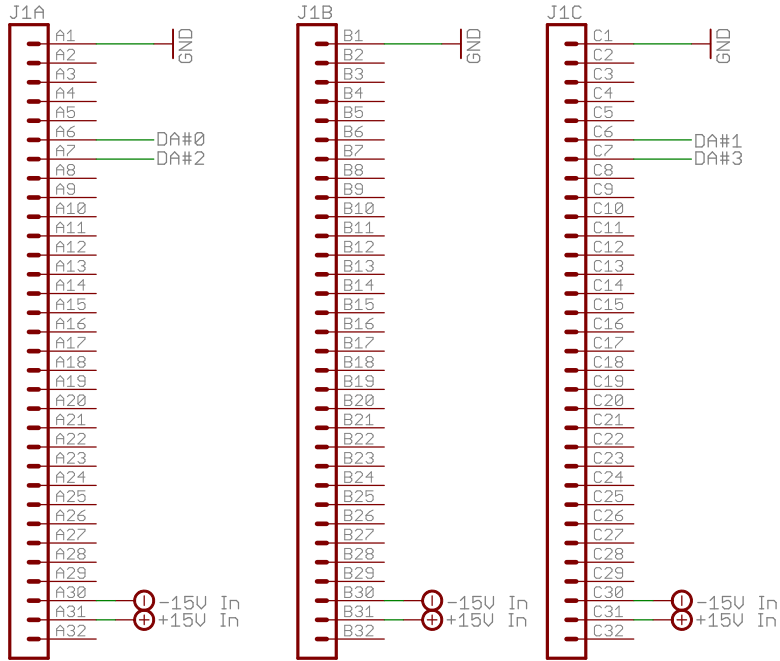 J1A
A1
GND
A2
A3
A4
A5
A6
DA#0
A7
DA#2
A8
A9
A10
A11
A12
A13
A14
A15
A16
A17
A18
A19
A20
A21
A22
A23
A24
A25
A26
A27
A28
A29
A30
-15V In
A31
+15V In
A32
J1B
B1
GND
B2
B3
B4
B5
B6
B7
B8
B9
B10
B11
B12
B13
B14
B15
B16
B17
B18
B19
B20
B21
B22
B23
B24
B25
B26
B27
B28
B29
B30
-15V In
B31
+15V In
B32
J1C
C1
GND
C2
C3
C4
C5
C6
DA#1
C7
DA#3
C8
C9
C10
C11
C12
C13
C14
C15
C16
C17
C18
C19
C20
C21
C22
C23
C24
C25
C26
C27
C28
C29
C30
-15V In
C31
+15V In
C32